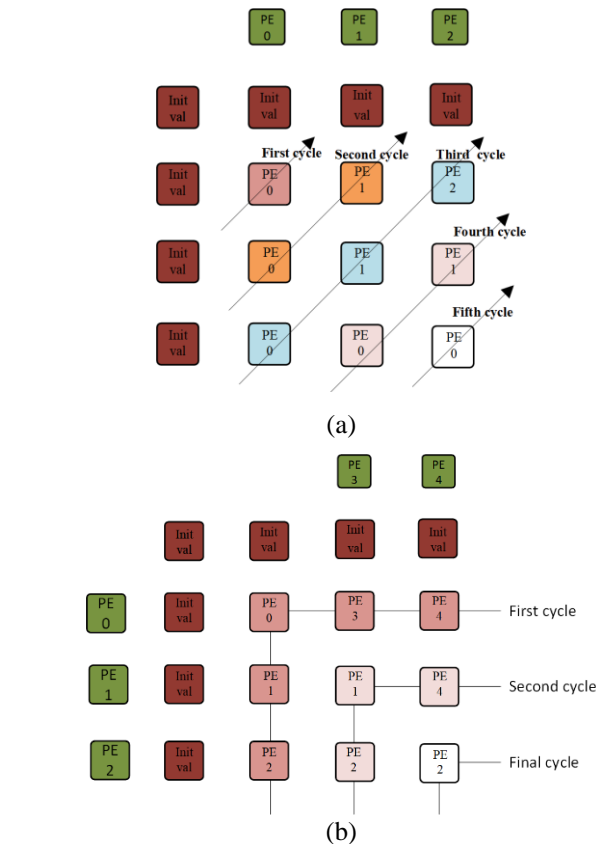 PE PE PE
0 1 2
Init Init Init Init
val val val val
First cycle Second cycle Third cycle
Init PE PE PE
val 0 1 2
Fourth cycle
Init PE PE PE
val 0 1 1
Fifth cycle
Init PE PE PE
val 0 0 0
(a)
PE PE
3 4
Init Init Init Init
val val val val
PE Init PE PE PE First cycle
0 val 0 3 4
PE Init PE PE PE Second cycle
1 val 1 1 4
PE Init PE PE PE Final cycle
2 val 2 2 2
(b)